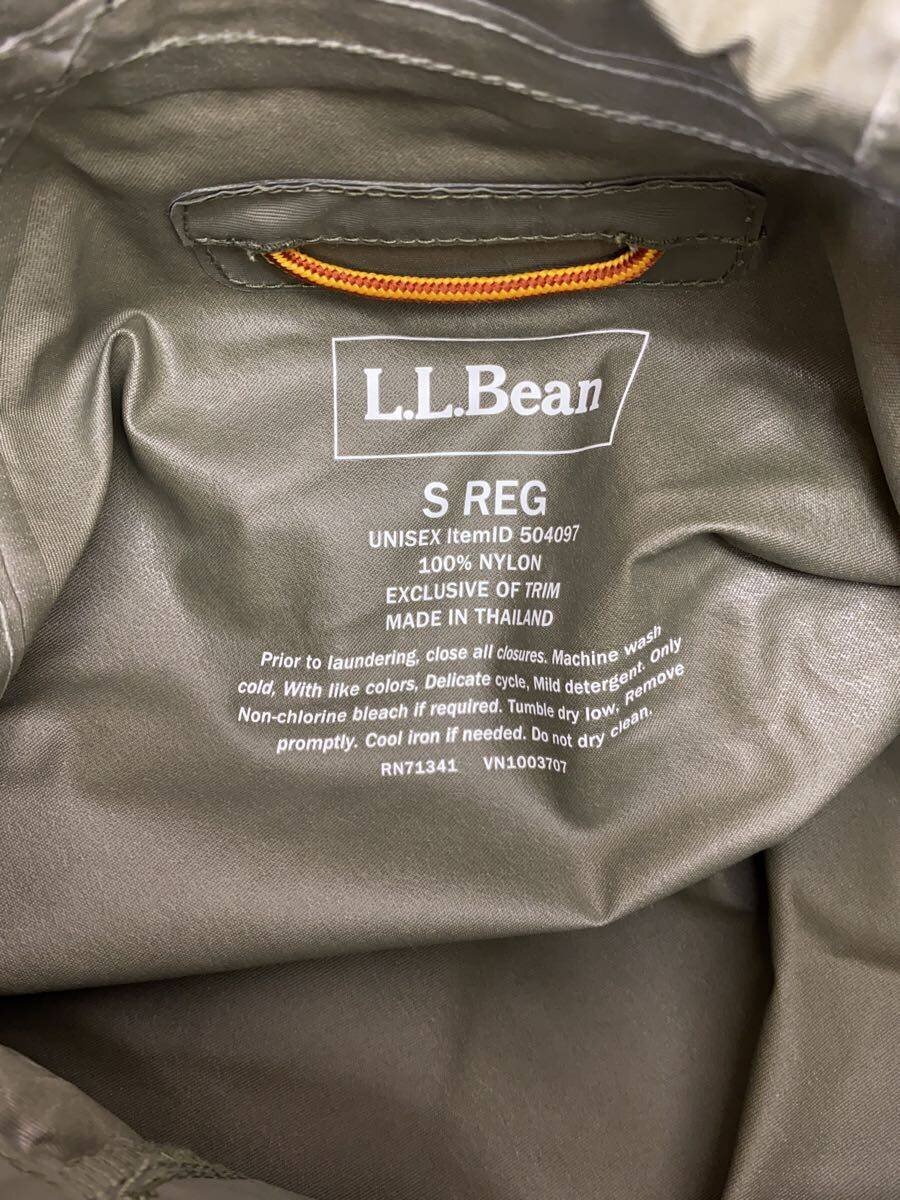 L.L.Bean
S REG
UNISEX ItemID 504097
100% NYLON
EXCLUSIVE OF TRIM
MADE IN THAILAND
Prior to laundering, close all closures. Machine wash
cold, With like colors, Delicate cycle, Mild detergent. Only
Non-chlorine bleach if required. Tumble dry low. Remove
promptly. Cool iron if needed. Do not dry clean.
RN71341 VN1003707